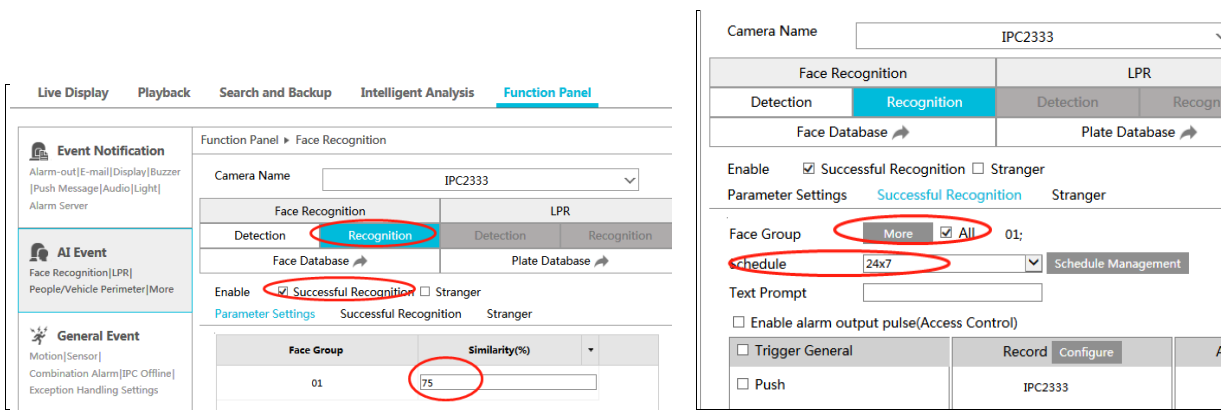 Live Display Playback Search and Backup Intelligent Analysis Function Panel
Event Notification
Alarm-out|E-mail|Display|Buzzer
|Push Message|Audio|Light|
Alarm Server
AI Event
Face Recognition|LPR|
People/Vehicle Perimeter|More
General Event
Motion|Sensor|
Combination Alarm|IPC Offline|
Exception Handling Settings
Function Panel ▸ Face Recognition
Camera Name IPC2333
Face Recognition LPR
Detection Recognition Detection Recognition
Face Database Plate Database
Enable Successful Recognition Stranger
Parameter Settings Successful Recognition Stranger
Face Group Similarity(%)
01 75
Camera Name IPC2333
Face Recognition LPR
Detection Recognition Detection Recogn
Face Database Plate Database
Enable Successful Recognition Stranger
Parameter Settings Successful Recognition Stranger
Face Group More All 01;
Schedule 24x7 Schedule Management
Text Prompt
Enable alarm output pulse(Access Control)
Trigger General Record Configure A
Push IPC2333